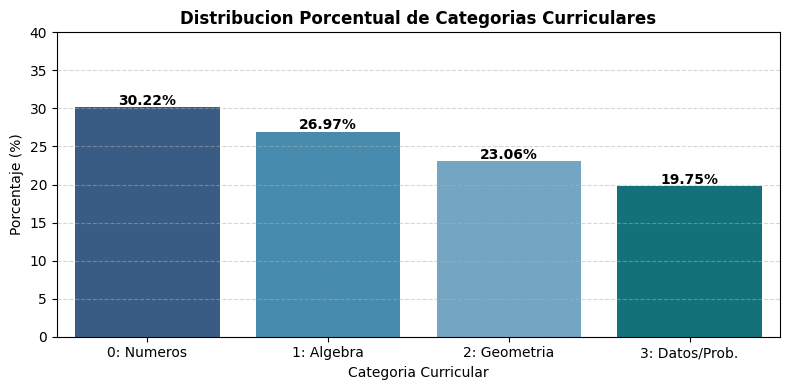 Distribucion Porcentual de Categorias Curriculares
40
35
30
25
20
15
10
5
0
Porcentaje (%)
30.22%
26.97%
23.06%
19.75%
0: Numeros
1: Algebra
2: Geometria
3: Datos/Prob.
Categoria Curricular